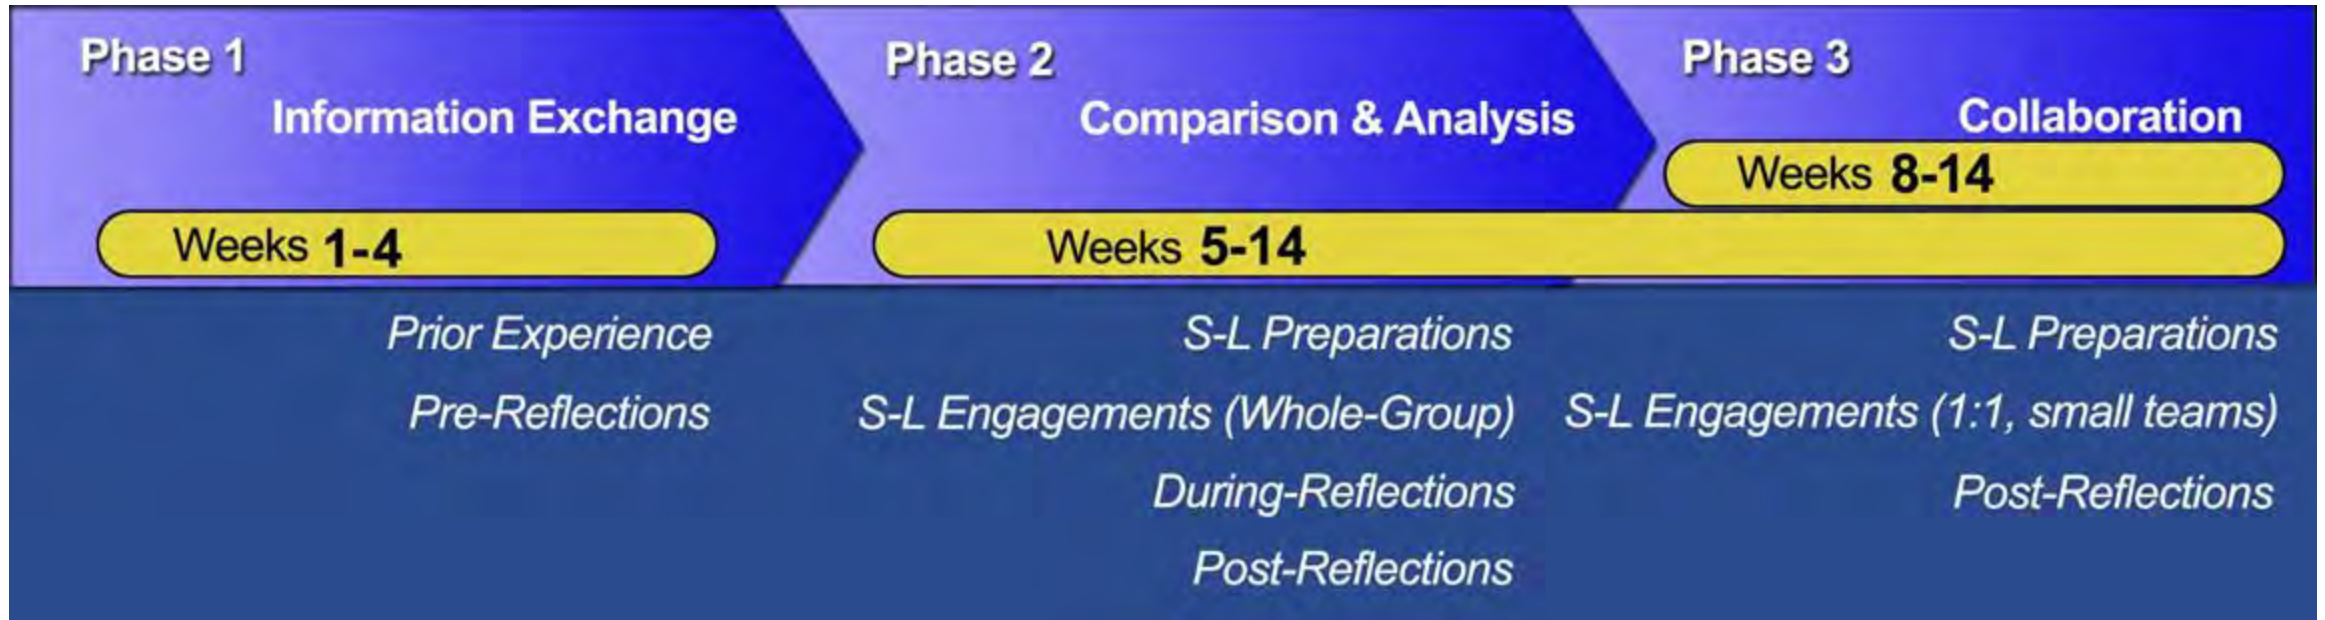 Phase 1
Information Exchange
Weeks 1-4
Prior Experience
Pre-Reflections
Phase 2
Comparison & Analysis
Weeks 5-14
S-L Preparations
S-L Engagements (Whole-Group)
During-Reflections
Post-Reflections
Phase 3
Collaboration
Weeks 8-14
S-L Preparations
S-L Engagements (1:1, small teams)
Post-Reflections